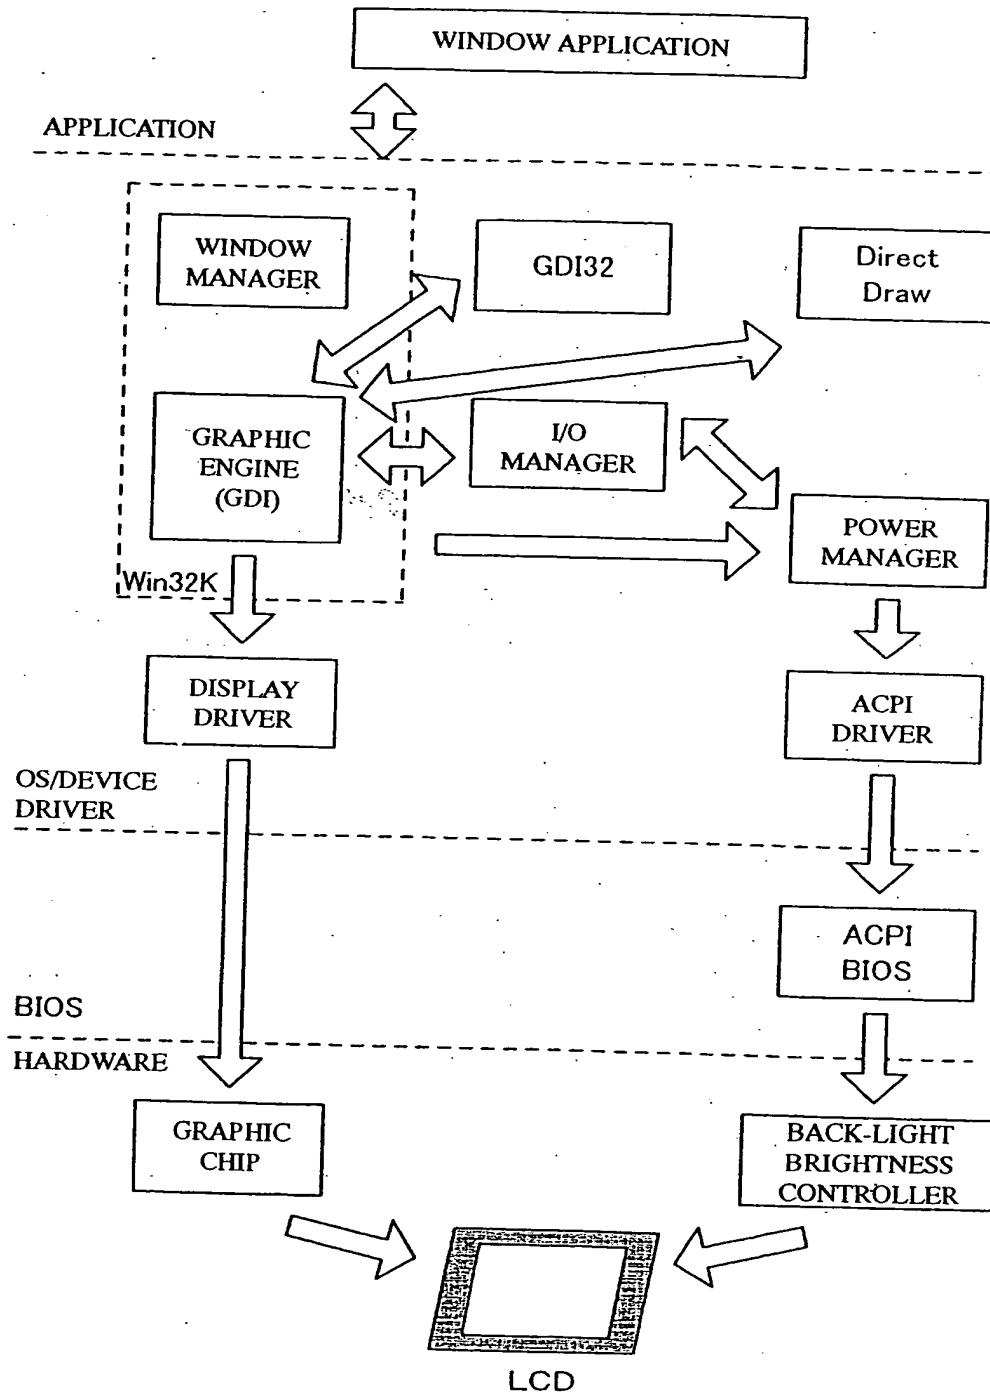 WINDOW APPLICATION
APPLICATION
WINDOW
MANAGER
GDI32
Direct
Draw
GRAPHIC
ENGINE
(GDI)
I/O
MANAGER
POWER
MANAGER
Win32K
DISPLAY
DRIVER
ACPI
DRIVER
OS/DEVICE
DRIVER
ACPI
BIOS
BIOS
HARDWARE
GRAPHIC
CHIP
BACK-LIGHT
BRIGHTNESS
CONTROLLER
LCD